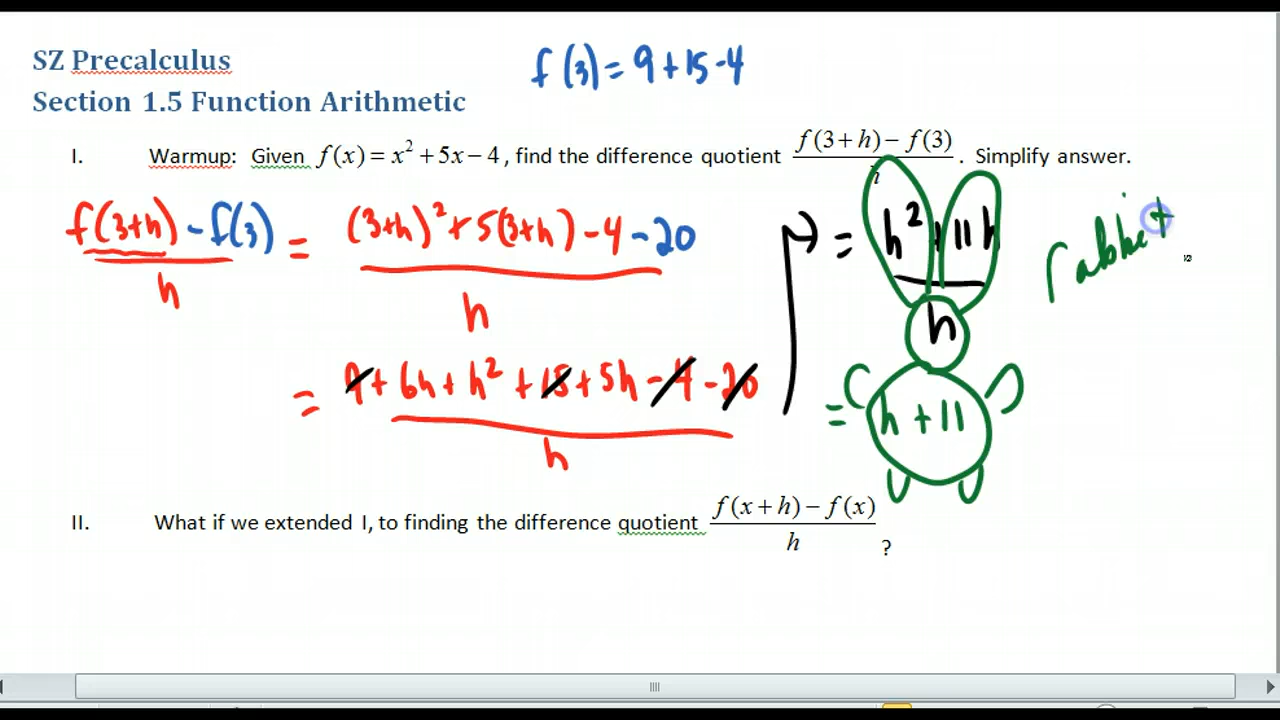 SZ Precalculus
f(3) = 9 + 15 - 4
Section 1.5 Function Arithmetic
I. Warmup: Given f(x) = x² + 5x − 4, find the difference quotient (f(3 + h) − f(3))/h. Simplify answer.
(f(3+h) - f(3))/h = ((3+h)² + 5(3+h) - 4 - 20)/h
= (9 + 6h + h² + 15 + 5h - 4 - 20)/h
= (h² + 11h)/h
= h + 11
rabbit
II. What if we extended I, to finding the difference quotient (f(x + h) − f(x))/h ?